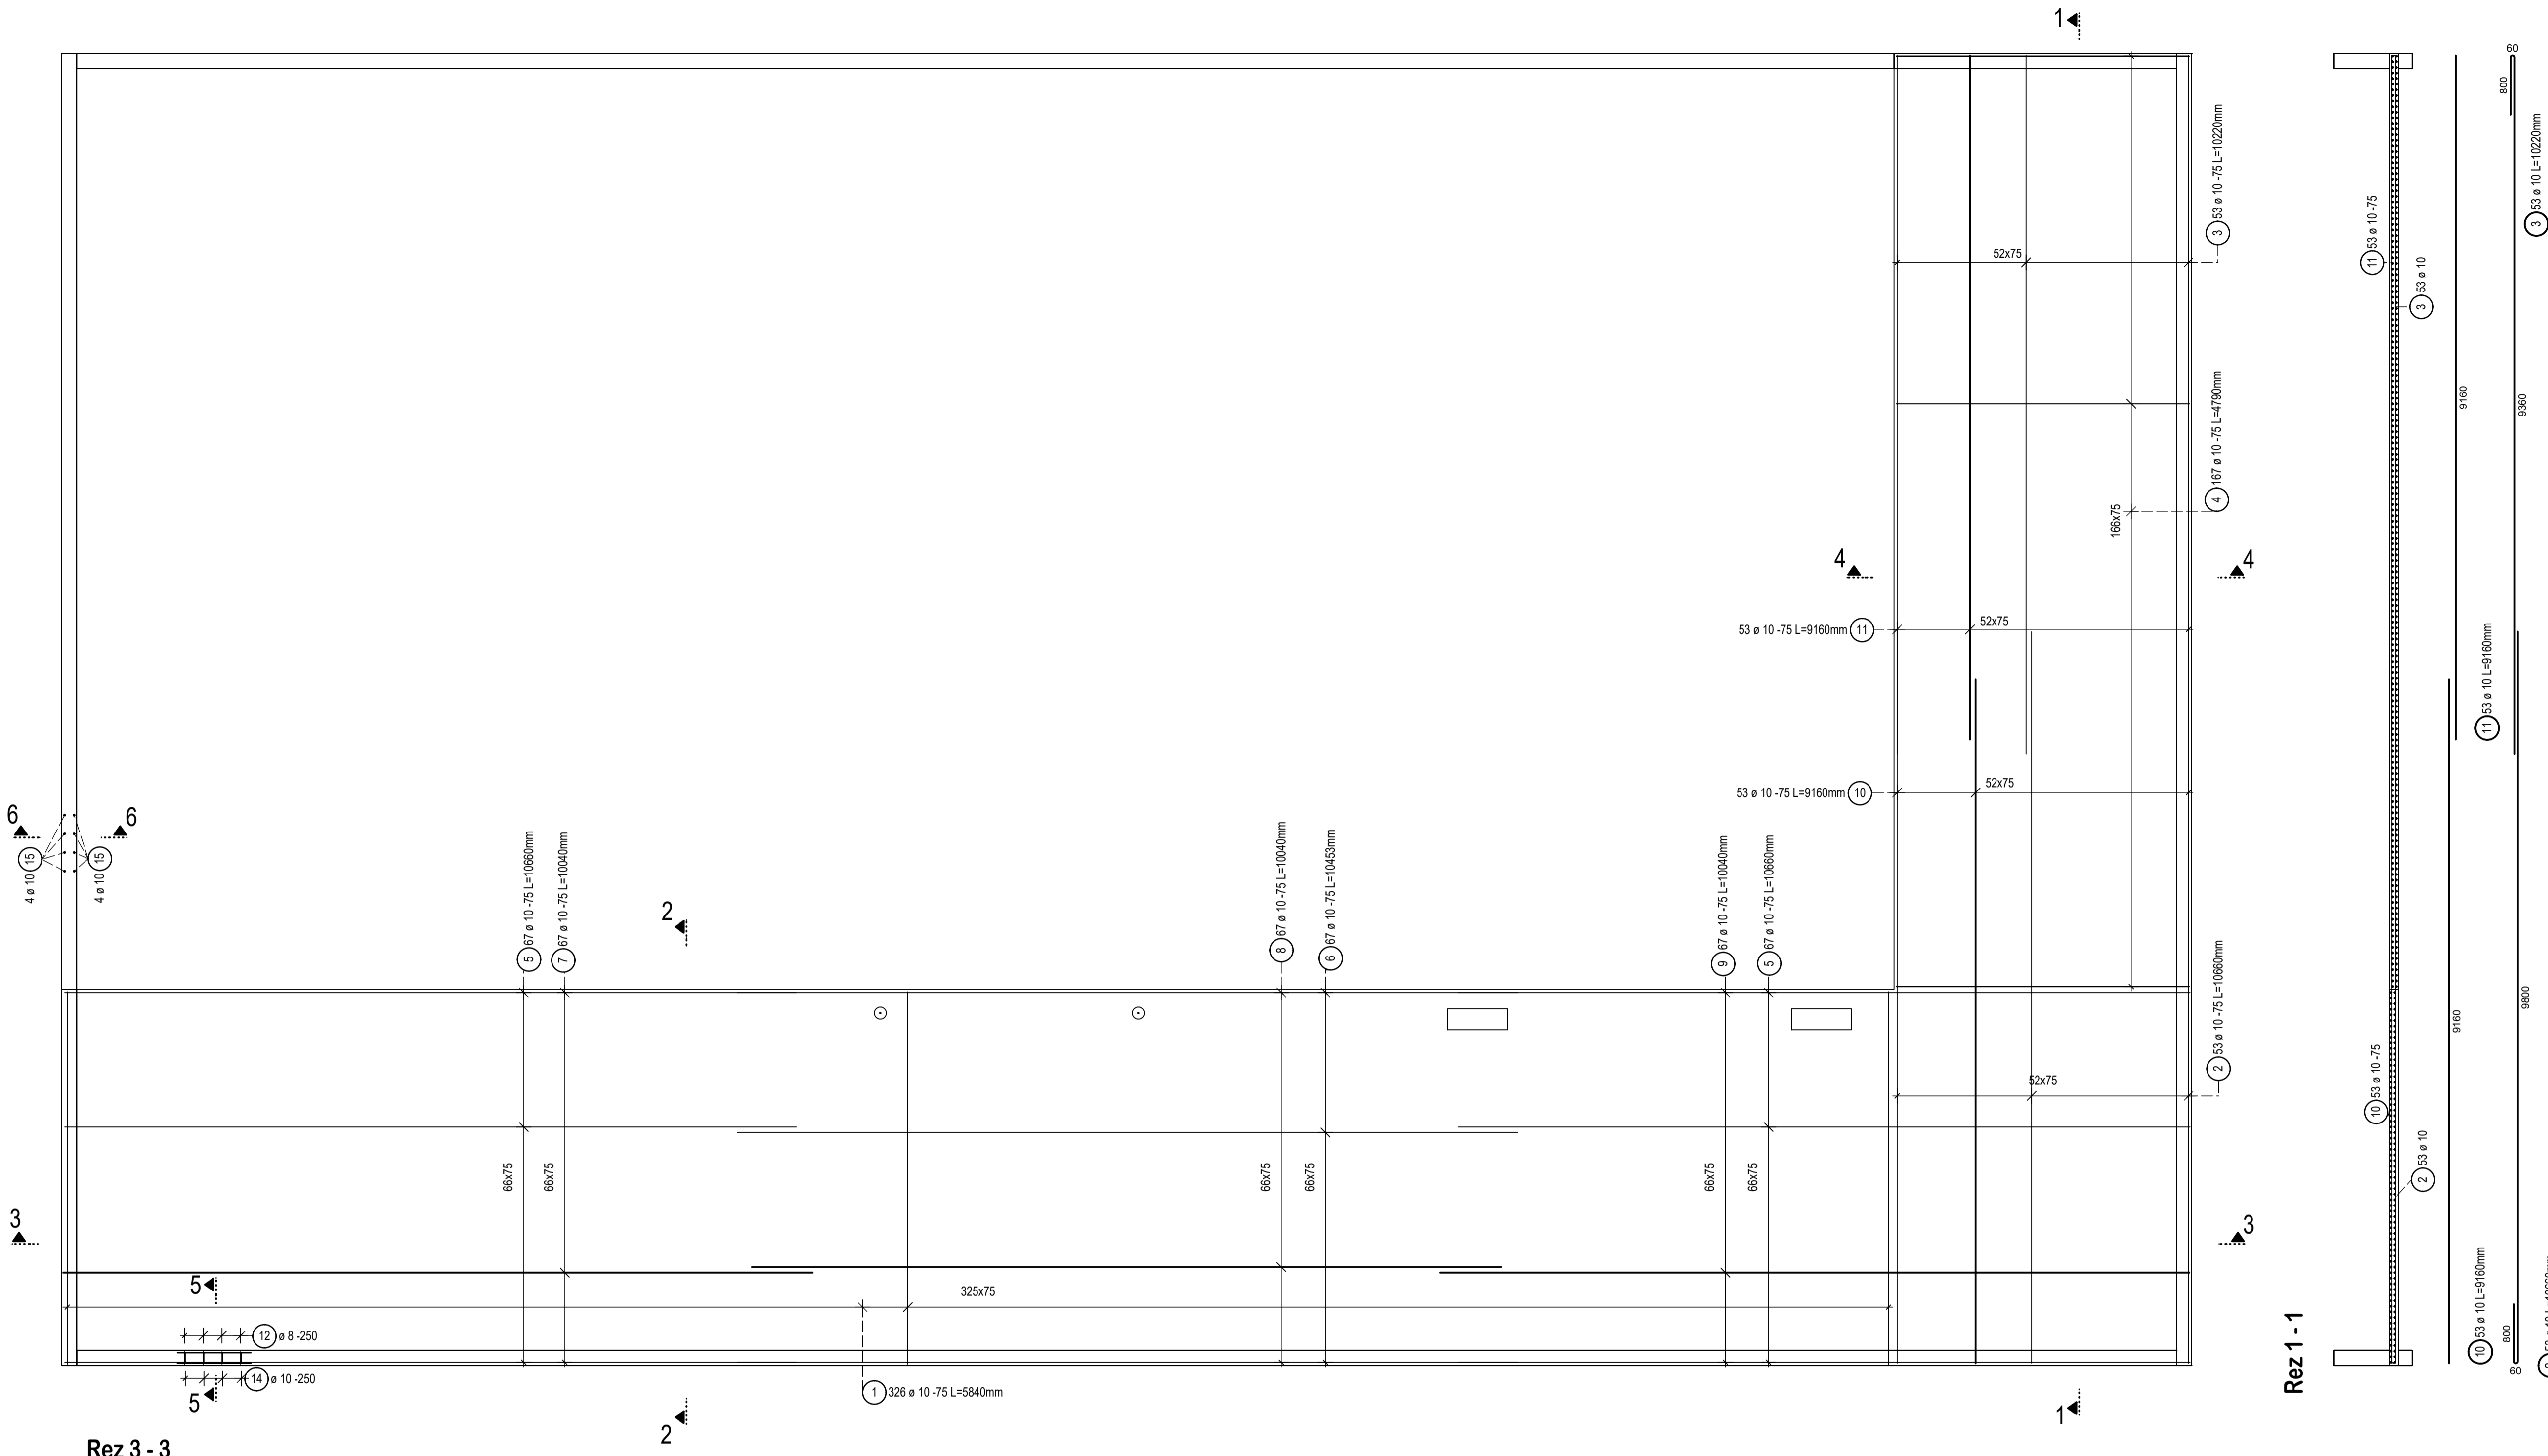 1
3 53 ø 10 -75 L=10220mm
52x75
4 167 ø 10 -75 L=4790mm
166x75
4
4
53 ø 10 -75 L=9160mm 11
52x75
53 ø 10 -75 L=9160mm 10
52x75
6
6
4 ø 10 15
4 ø 10 15
2
5 67 ø 10 -75 L=10660mm
7 67 ø 10 -75 L=10040mm
8 67 ø 10 -75 L=10040mm
6 67 ø 10 -75 L=10453mm
9 67 ø 10 -75 L=10040mm
5 67 ø 10 -75 L=10660mm
2 53 ø 10 -75 L=10660mm
52x75
66x75
66x75
66x75
66x75
66x75
66x75
3
3
5
325x75
12 ø 8 -250
14 ø 10 -250
5
1 326 ø 10 -75 L=5840mm
2
1
Rez 3 - 3
Rez 1 - 1
11 53 ø 10 -75
3 53 ø 10
10 53 ø 10 -75
2 53 ø 10
9160
11 53 ø 10 L=9160mm
9160
10 53 ø 10 L=9160mm
60
800
3 53 ø 10 L=10220mm
9360
9800
800
60